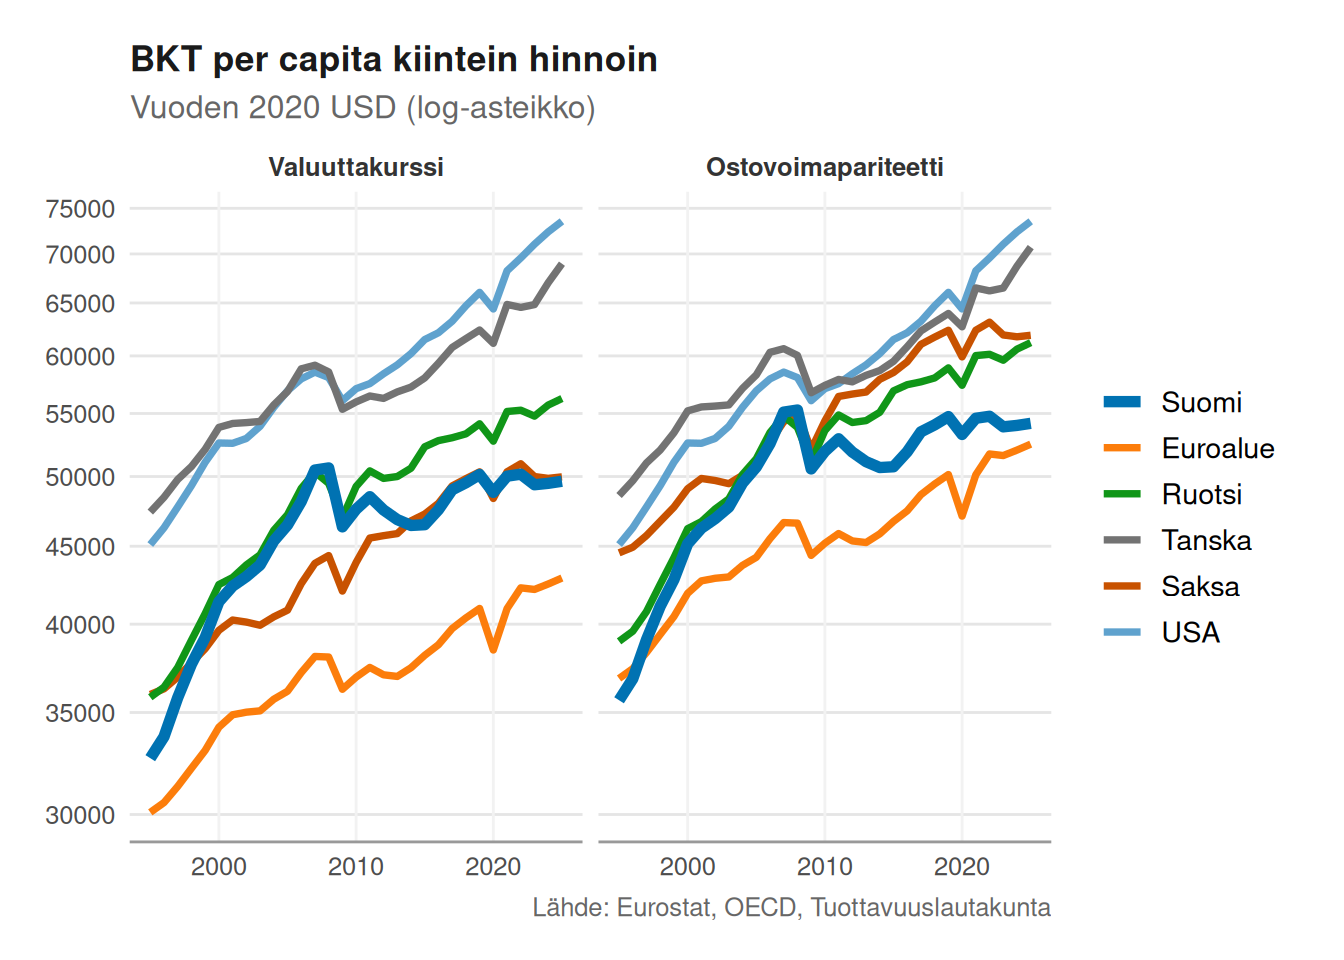 BKT per capita kiintein hinnoin
Vuoden 2020 USD (log-asteikko)
Valuuttakurssi
Ostovoimapariteetti
75000
70000
65000
60000
55000
50000
45000
40000
35000
30000
2000
2010
2020
2000
2010
2020
Suomi
Euroalue
Ruotsi
Tanska
Saksa
USA
Lähde: Eurostat, OECD, Tuottavuuslautakunta